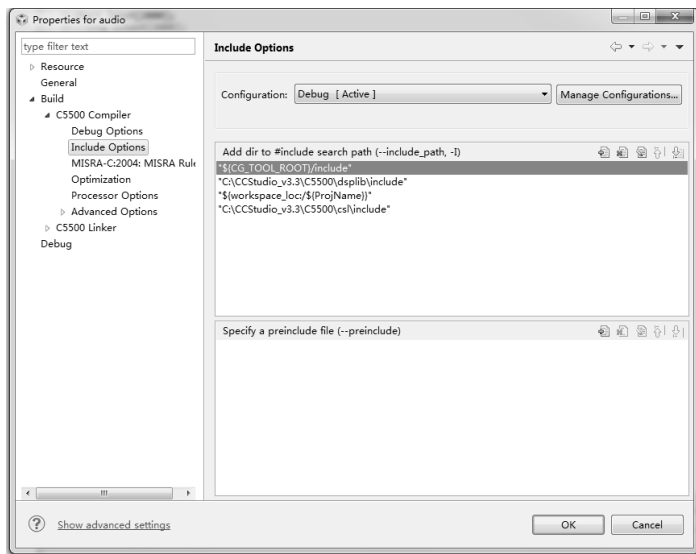 Properties for audio
type filter text
Resource
General
Build
C5500 Compiler
Debug Options
Include Options
MISRA-C:2004: MISRA Rule
Optimization
Processor Options
Advanced Options
C5500 Linker
Debug
Include Options
Configuration: Debug [ Active ] Manage Configurations...
Add dir to #include search path (--include_path, -I)
"${CG_TOOL_ROOT}/include"
"C:\CCStudio_v3.3\C5500\dsplib\include"
"${workspace_loc:/${ProjName}}"
"C:\CCStudio_v3.3\C5500\csl\include"
Specify a preinclude file (--preinclude)
Show advanced settings
OK Cancel